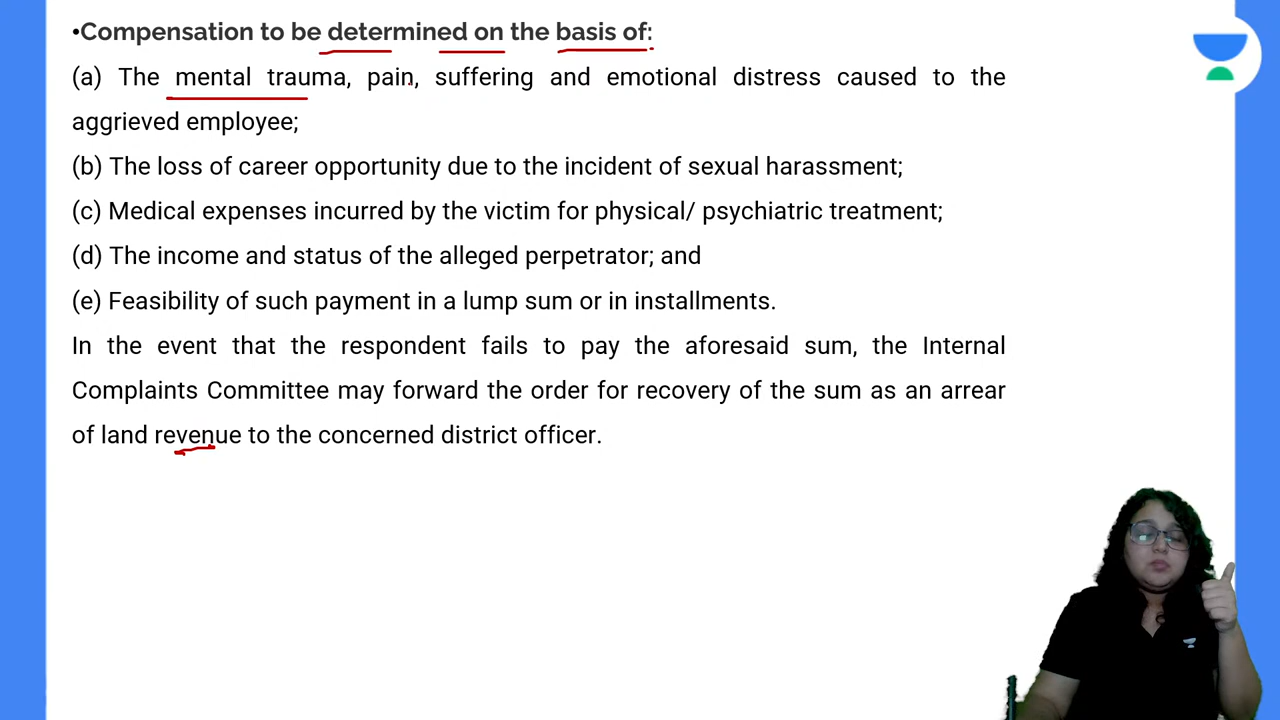 •Compensation to be determined on the basis of:
(a) The mental trauma, pain, suffering and emotional distress caused to the
aggrieved employee;
(b) The loss of career opportunity due to the incident of sexual harassment;
(c) Medical expenses incurred by the victim for physical/ psychiatric treatment;
(d) The income and status of the alleged perpetrator; and
(e) Feasibility of such payment in a lump sum or in installments.
In the event that the respondent fails to pay the aforesaid sum, the Internal
Complaints Committee may forward the order for recovery of the sum as an arrear
of land revenue to the concerned district officer.